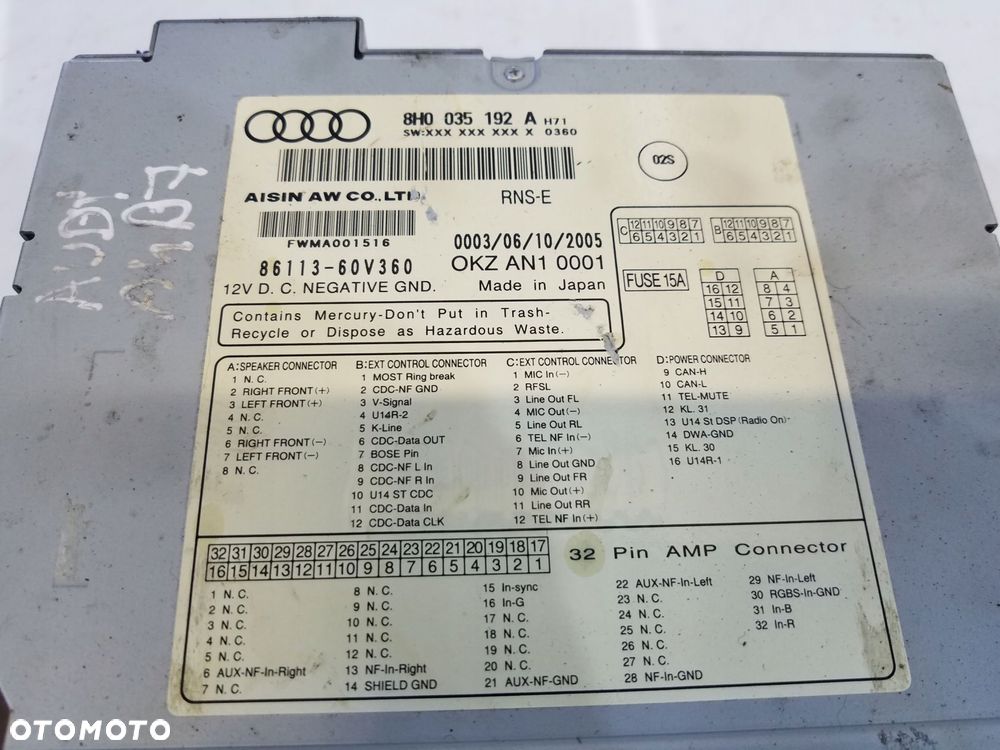 8H0 035 192 A H71
SW:XXX XXX XXX X 0360
02S
AISIN AW CO.,LTD.
RNS-E
FWMA001516
0003/06/10/2005
86113-60V360
OKZ AN1 0001
12V D. C. NEGATIVE GND.
Made in Japan
Contains Mercury-Don't Put in Trash-
Recycle or Dispose as Hazardous Waste.
C 12 11 10 9 8 7
6 5 4 3 2 1
B 12 11 10 9 8 7
6 5 4 3 2 1
FUSE 15A
D
16 12
15 11
14 10
13 9
A
8 4
7 3
6 2
5 1
A:SPEAKER CONNECTOR
1 N. C.
2 RIGHT FRONT(+)
3 LEFT FRONT(+)
4 N. C.
5 N. C.
6 RIGHT FRONT(-)
7 LEFT FRONT(-)
8 N. C.
B:EXT CONTROL CONNECTOR
1 MOST Ring break
2 CDC-NF GND
3 V-Signal
4 U14R-2
5 K-Line
6 CDC-Data OUT
7 BOSE Pin
8 CDC-NF L In
9 CDC-NF R In
10 U14 ST CDC
11 CDC-Data In
12 CDC-Data CLK
C:EXT CONTROL CONNECTOR
1 MIC In(-)
2 RFSL
3 Line Out FL
4 MIC Out(-)
5 Line Out RL
6 TEL NF In(-)
7 Mic In(+)
8 Line Out GND
9 Line Out FR
10 Mic Out(+)
11 Line Out RR
12 TEL NF In(+)
D:POWER CONNECTOR
9 CAN-H
10 CAN-L
11 TEL-MUTE
12 KL. 31
13 U14 St DSP (Radio On)
14 DWA-GND
15 KL. 30
16 U14R-1
32 31 30 29 28 27 26 25 24 23 22 21 20 19 18 17
16 15 14 13 12 11 10 9 8 7 6 5 4 3 2 1
32 Pin AMP Connector
1 N. C.
2 N. C.
3 N. C.
4 N. C.
5 N. C.
6 AUX-NF-In-Right
7 N. C.
8 N. C.
9 N. C.
10 N. C.
11 N. C.
12 N. C.
13 NF-In-Right
14 SHIELD GND
15 In-sync
16 In-G
17 N. C.
18 N. C.
19 N. C.
20 N. C.
21 AUX-NF-GND
22 AUX-NF-In-Left
23 N. C.
24 N. C.
25 N. C.
26 N. C.
27 N. C.
28 NF-In-GND
29 NF-In-Left
30 RGBS-In-GND
31 In-B
32 In-R
AUDI
B7
OTOMOTO